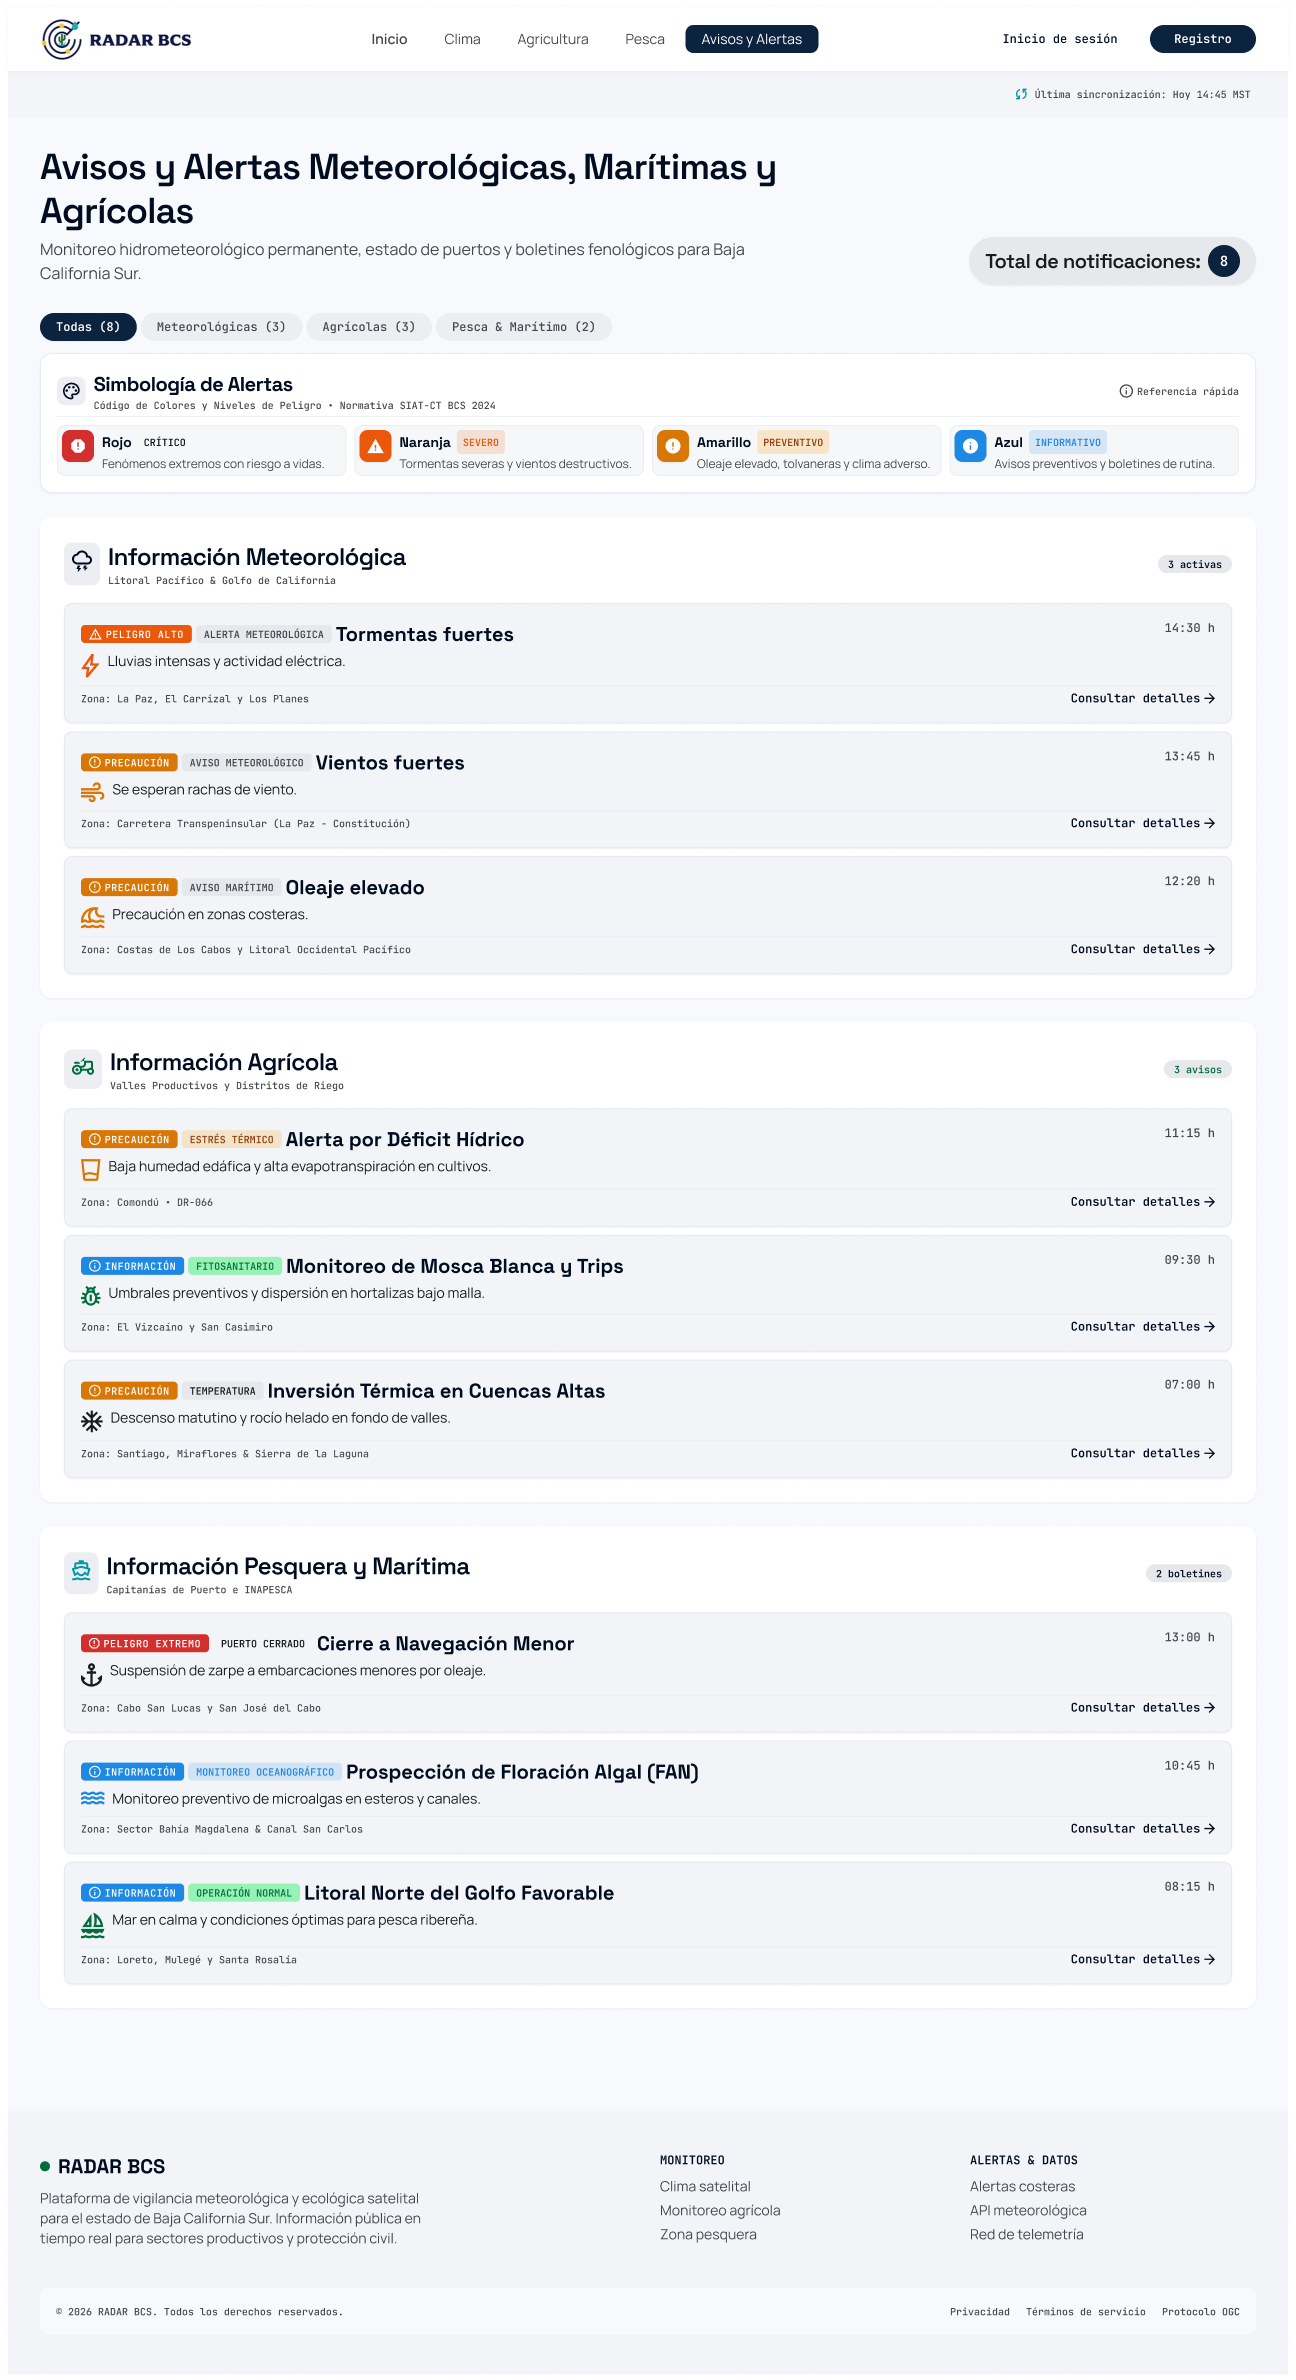 RADAR BCS
Inicio
Clima
Agricultura
Pesca
Avisos y Alertas
Inicio de sesión
Registro
Última sincronización: Hoy 14:45 MST
Avisos y Alertas Meteorológicas, Marítimas y
Agrícolas
Monitoreo hidrometeorológico permanente, estado de puertos y boletines fenológicos para Baja
California Sur.
Total de notificaciones: 8
Todas (8)
Meteorológicas (3)
Agrícolas (3)
Pesca & Marítimo (2)
Simbología de Alertas
Código de Colores y Niveles de Peligro • Normativa SIAT-CT BCS 2024
Referencia rápida
Rojo CRÍTICO
Fenómenos extremos con riesgo a vidas.
Naranja SEVERO
Tormentas severas y vientos destructivos.
Amarillo PREVENTIVO
Oleaje elevado, tolvaneras y clima adverso.
Azul INFORMATIVO
Avisos preventivos y boletines de rutina.
Información Meteorológica
Litoral Pacífico & Golfo de California
3 activas
PELIGRO ALTO ALERTA METEOROLÓGICA Tormentas fuertes
14:30 h
Lluvias intensas y actividad eléctrica.
Zona: La Paz, El Carrizal y Los Planes
Consultar detalles →
PRECAUCIÓN AVISO METEOROLÓGICO Vientos fuertes
13:45 h
Se esperan rachas de viento.
Zona: Carretera Transpeninsular (La Paz - Constitución)
Consultar detalles →
PRECAUCIÓN AVISO MARÍTIMO Oleaje elevado
12:20 h
Precaución en zonas costeras.
Zona: Costas de Los Cabos y Litoral Occidental Pacífico
Consultar detalles →
Información Agrícola
Valles Productivos y Distritos de Riego
3 avisos
PRECAUCIÓN ESTRÉS TÉRMICO Alerta por Déficit Hídrico
11:15 h
Baja humedad edáfica y alta evapotranspiración en cultivos.
Zona: Comondú • DR-066
Consultar detalles →
INFORMACIÓN FITOSANITARIO Monitoreo de Mosca Blanca y Trips
09:30 h
Umbrales preventivos y dispersión en hortalizas bajo malla.
Zona: El Vizcaíno y San Casimiro
Consultar detalles →
PRECAUCIÓN TEMPERATURA Inversión Térmica en Cuencas Altas
07:00 h
Descenso matutino y rocío helado en fondo de valles.
Zona: Santiago, Miraflores & Sierra de la Laguna
Consultar detalles →
Información Pesquera y Marítima
Capitanías de Puerto e INAPESCA
2 boletines
PELIGRO EXTREMO PUERTO CERRADO Cierre a Navegación Menor
13:00 h
Suspensión de zarpe a embarcaciones menores por oleaje.
Zona: Cabo San Lucas y San José del Cabo
Consultar detalles →
INFORMACIÓN MONITOREO OCEANOGRÁFICO Prospección de Floración Algal (FAN)
10:45 h
Monitoreo preventivo de microalgas en esteros y canales.
Zona: Sector Bahía Magdalena & Canal San Carlos
Consultar detalles →
INFORMACIÓN OPERACIÓN NORMAL Litoral Norte del Golfo Favorable
08:15 h
Mar en calma y condiciones óptimas para pesca ribereña.
Zona: Loreto, Mulegé y Santa Rosalía
Consultar detalles →
RADAR BCS
Plataforma de vigilancia meteorológica y ecológica satelital
para el estado de Baja California Sur. Información pública en
tiempo real para sectores productivos y protección civil.
MONITOREO
Clima satelital
Monitoreo agrícola
Zona pesquera
ALERTAS & DATOS
Alertas costeras
API meteorológica
Red de telemetría
© 2026 RADAR BCS. Todos los derechos reservados.
Privacidad
Términos de servicio
Protocolo OGC